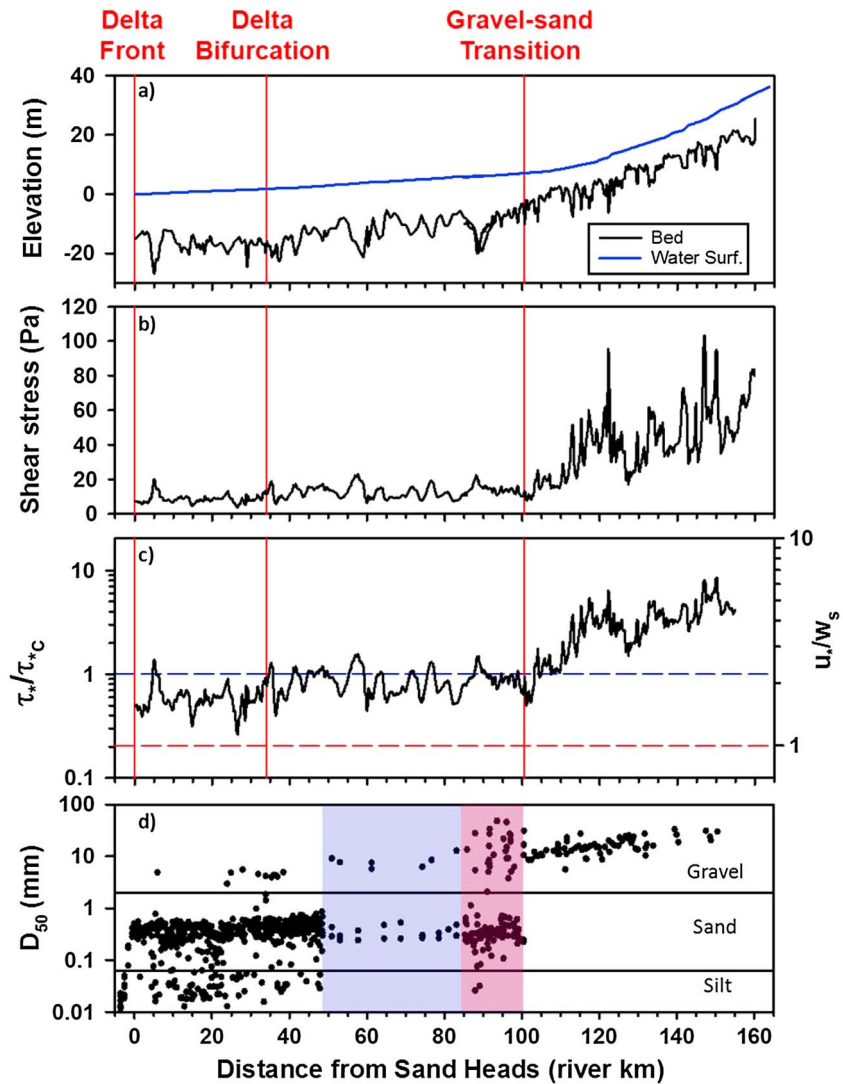 Delta Front
Delta Bifurcation
Gravel-sand Transition
a)
Elevation (m)
40
20
0
-20
Bed
Water Surf.
b)
Shear stress (Pa)
120
100
80
60
40
20
0
c)
τ*/τ*C
10
1
0.1
10
1
u*/ws
d)
D50 (mm)
100
10
1
0.1
0.01
Gravel
Sand
Silt
0 20 40 60 80 100 120 140 160
Distance from Sand Heads (river km)